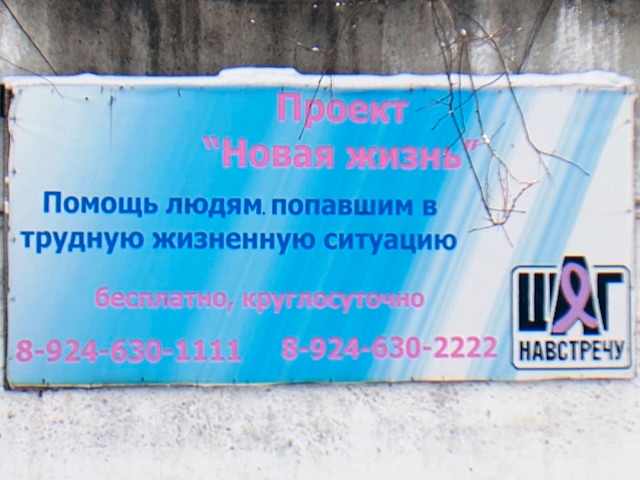 Проект
“Новая жизнь”
Помощь людям, попавшим в
трудную жизненную ситуацию
бесплатно, круглосуточно
8-924-630-1111 8-924-630-2222
ШАГ
НАВСТРЕЧУ